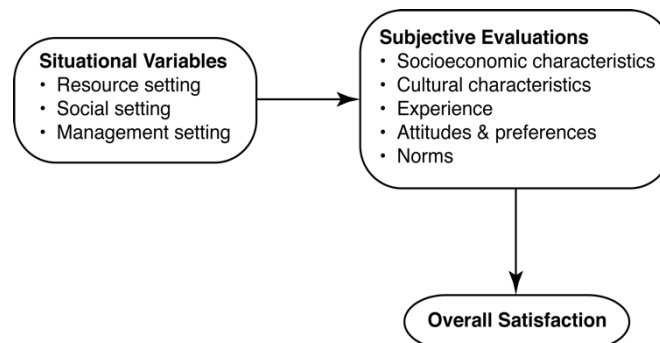 Situational Variables
• Resource setting
• Social setting
• Management setting
Subjective Evaluations
• Socioeconomic characteristics
• Cultural characteristics
• Experience
• Attitudes & preferences
• Norms
Overall Satisfaction